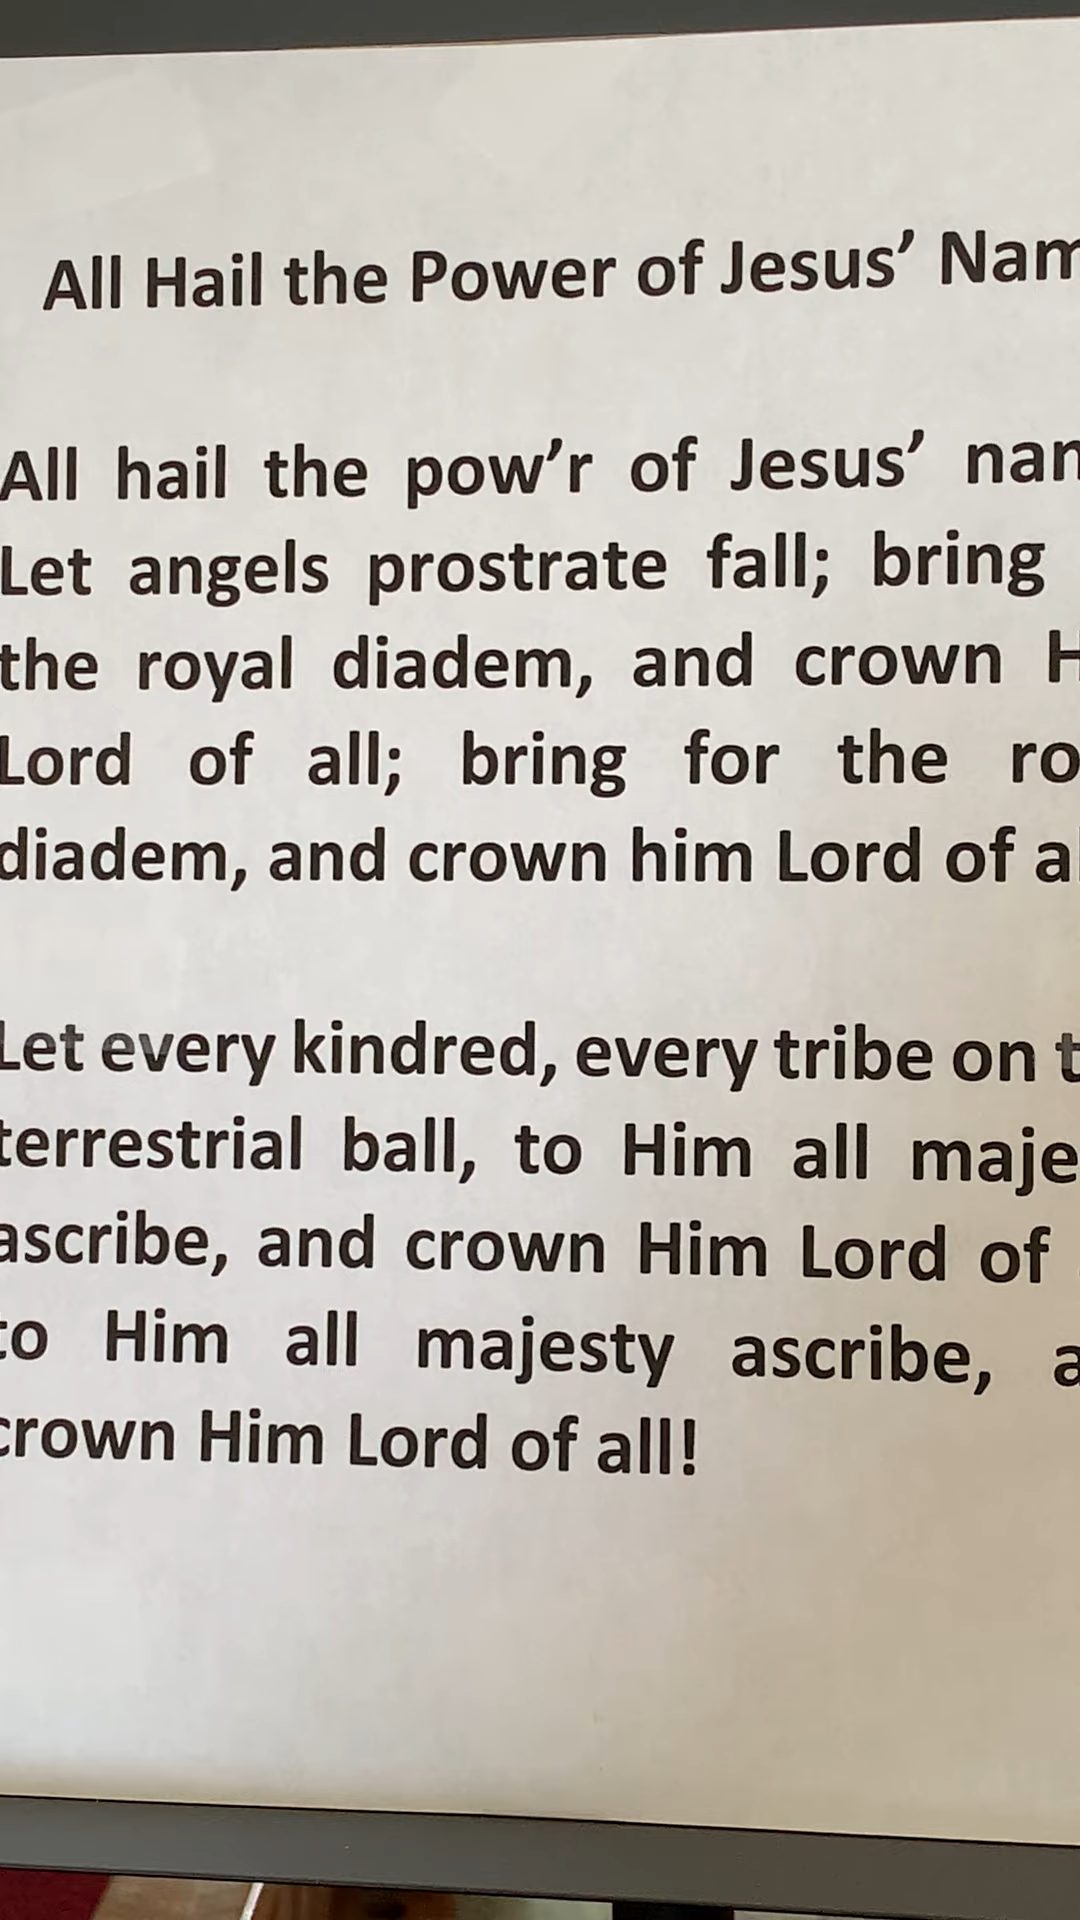 All Hail the Power of Jesus’ Nam
All hail the pow’r of Jesus’
Let angels prostrate fall; bring
the royal diadem, and crown H
Lord of all; bring for the ro
diadem, and crown him Lord of al
Let every kindred, every tribe on t
terrestrial ball, to Him all maje
ascribe, and crown Him Lord of
to Him all majesty ascribe, a
crown Him Lord of all!